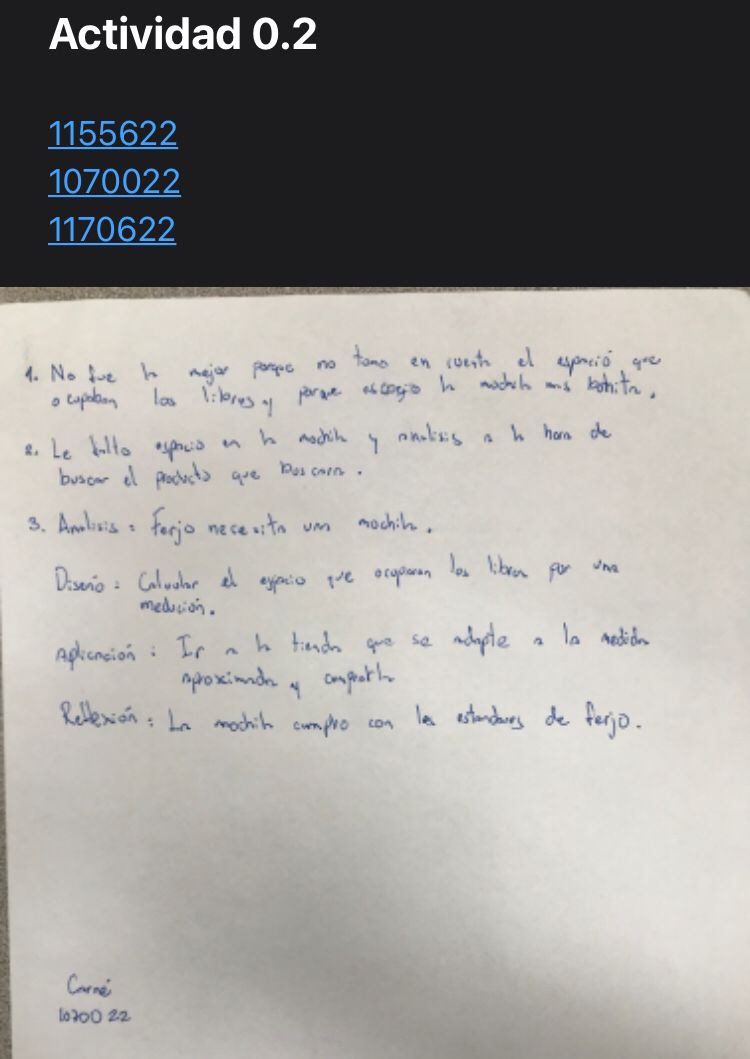 Actividad 0.2
1155622
1070022
1170622
1. No fue la mejor porque no tomo en cuenta el espació que
ocupaban los libros y porque escogio la mochila mas bonita.
2. Le fallo espacio en la mochila y analisis a la hora de
buscar el producto que buscara.
3. Analisis: Ferjo necesita una mochila.
Diseño: Calcular el espacio que ocuparan los libros por una
medición.
Aplicación: Ir a la tienda que se adapte a la medida
aproximada y comprarla
Reflexión: La mochila cumplio con los estandares de ferjo.
Carné
1070022